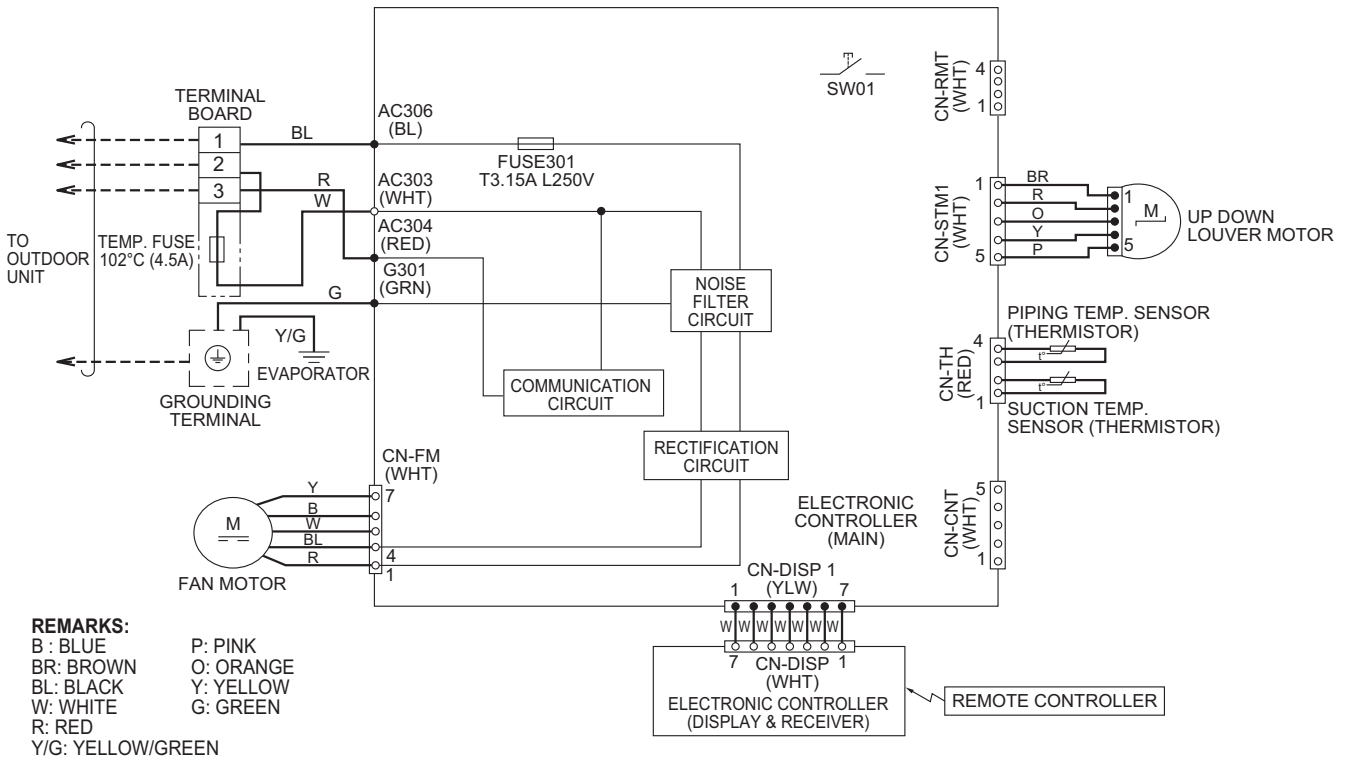 SW01
CN-RMT
(WHT)
4
1
TERMINAL
BOARD
1
2
3
BL
R
W
AC306
(BL)
AC303
(WHT)
AC304
(RED)
G301
(GRN)
FUSE301
T3.15A L250V
TO
OUTDOOR
UNIT
TEMP. FUSE
102°C (4.5A)
G
Y/G
EVAPORATOR
GROUNDING
TERMINAL
NOISE
FILTER
CIRCUIT
COMMUNICATION
CIRCUIT
RECTIFICATION
CIRCUIT
CN-STM1
(WHT)
1
5
BR
R
O
Y
P
1
5
M
UP DOWN
LOUVER MOTOR
PIPING TEMP. SENSOR
(THERMISTOR)
CN-TH
(RED)
4
1
t°
t°
SUCTION TEMP.
SENSOR (THERMISTOR)
CN-CNT
(WHT)
5
1
CN-FM
(WHT)
7
4
1
Y
B
W
BL
R
M
FAN MOTOR
ELECTRONIC
CONTROLLER
(MAIN)
CN-DISP 1
(YLW)
1 7
W W W W W W W
7 1
CN-DISP
(WHT)
ELECTRONIC CONTROLLER
(DISPLAY & RECEIVER)
REMOTE CONTROLLER
REMARKS:
B : BLUE P: PINK
BR: BROWN O: ORANGE
BL: BLACK Y: YELLOW
W: WHITE G: GREEN
R: RED
Y/G: YELLOW/GREEN